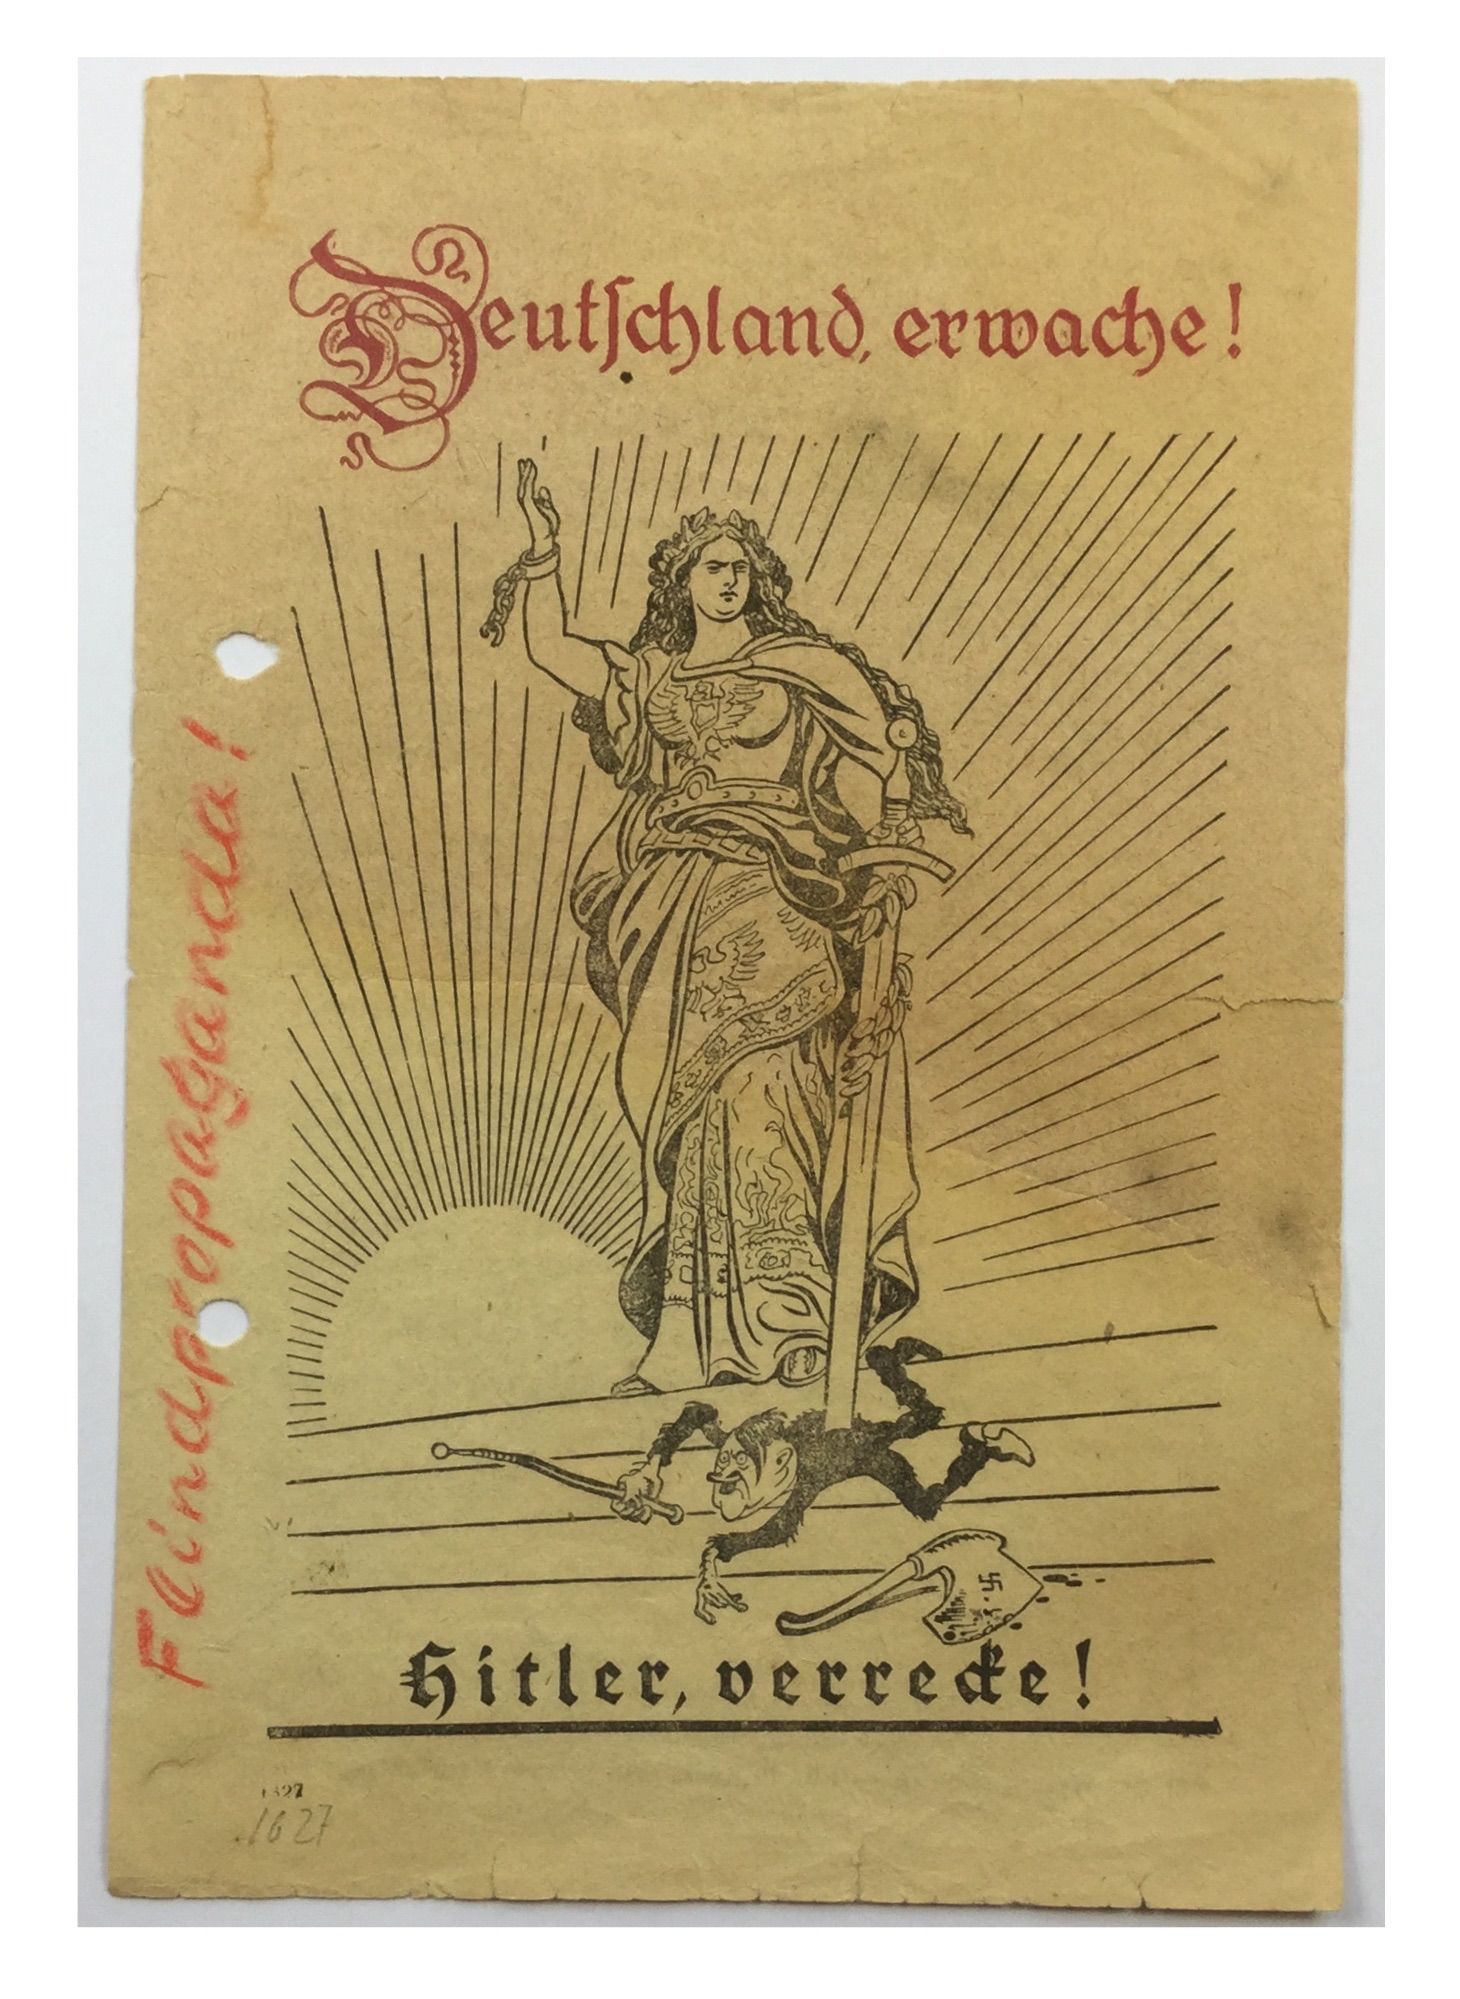 Deutschland, erwache!
Feindpropaganda!
Hitler, verrecke!
1627